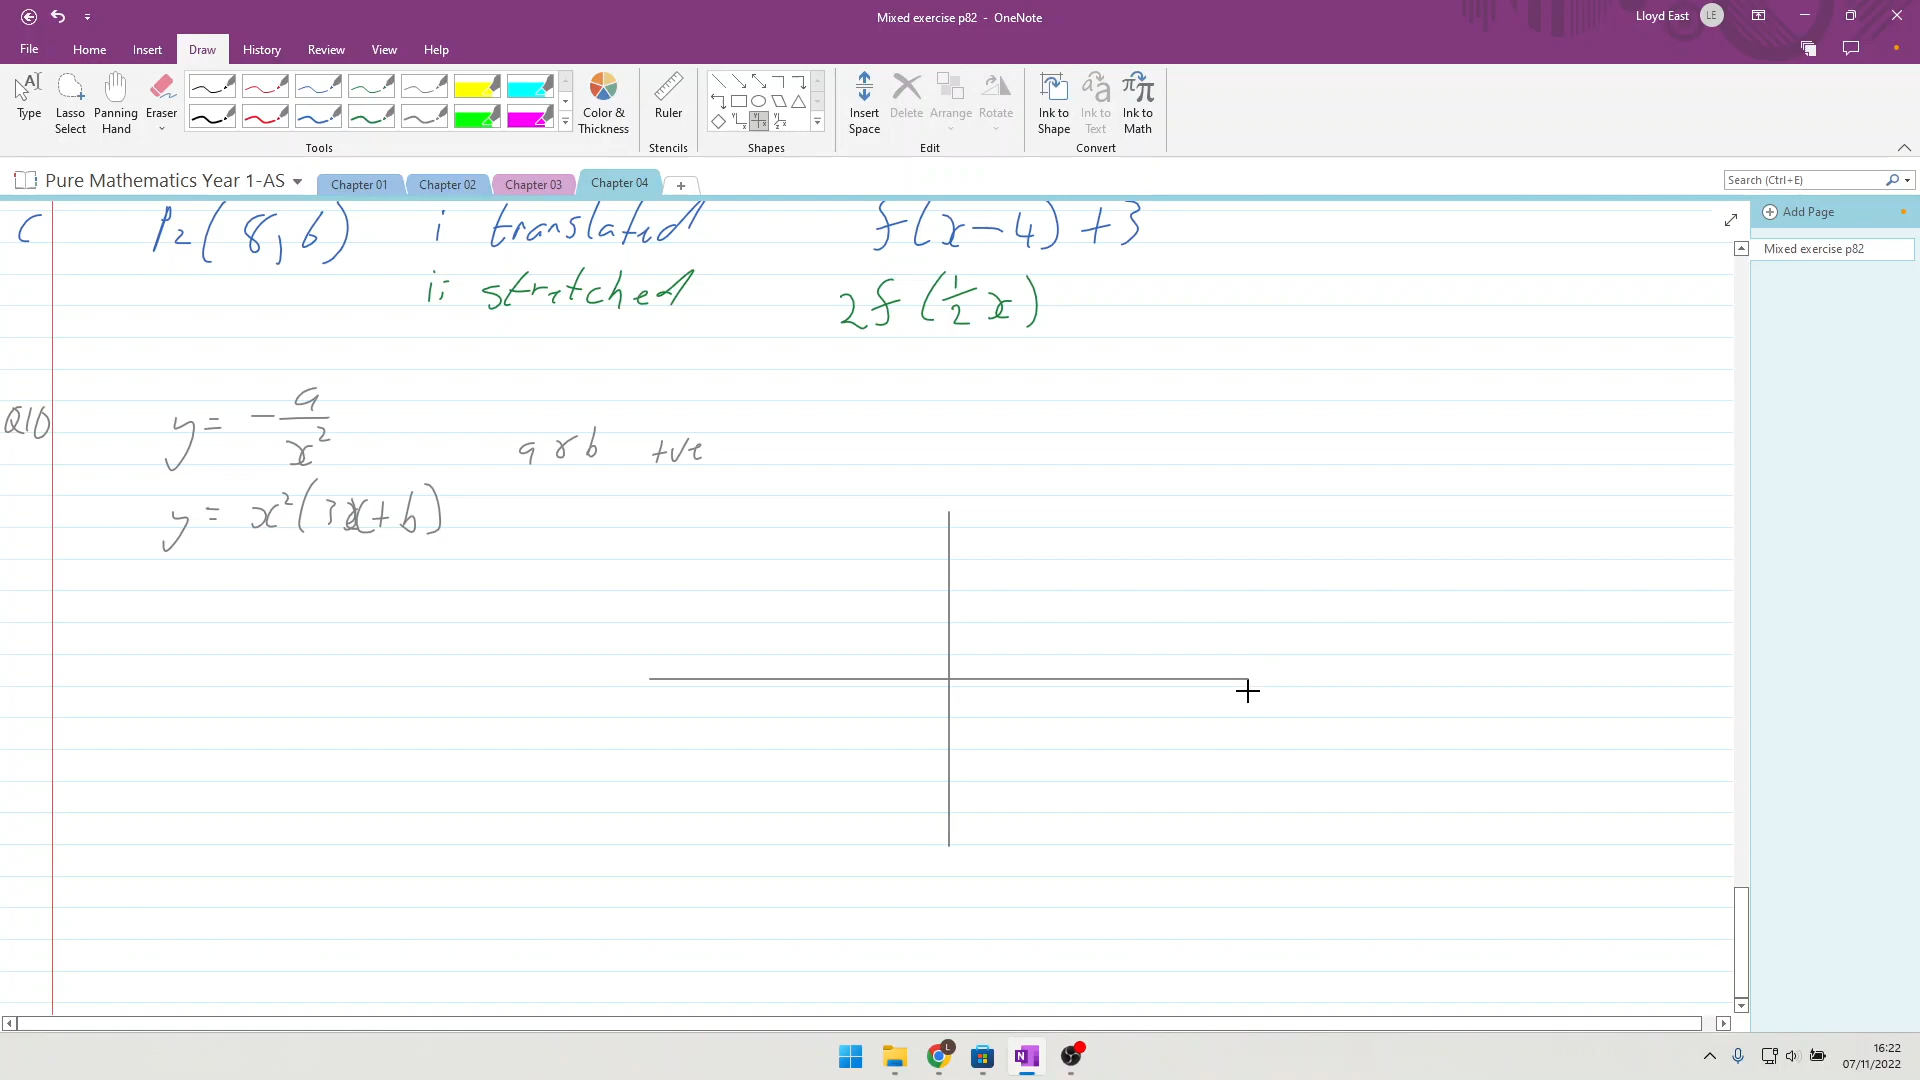 Mixed exercise p82 - OneNote
Lloyd East
LE
File Home Insert Draw History Review View Help
Type
Lasso Select
Panning Hand
Eraser
Color & Thickness
Ruler
Insert Space
Delete
Arrange
Rotate
Ink to Shape
Ink to Text
Ink to Math
Tools
Stencils
Shapes
Edit
Convert
Pure Mathematics Year 1-AS
Chapter 01
Chapter 02
Chapter 03
Chapter 04
Search (Ctrl+E)
Add Page
Mixed exercise p82
C P2(8,6) i translated f(x-4)+3
ii stretched 2f(1/2 x)
Q10 y = -a/x²
a & b +ve
y = x²(3x+b)
16:22
07/11/2022